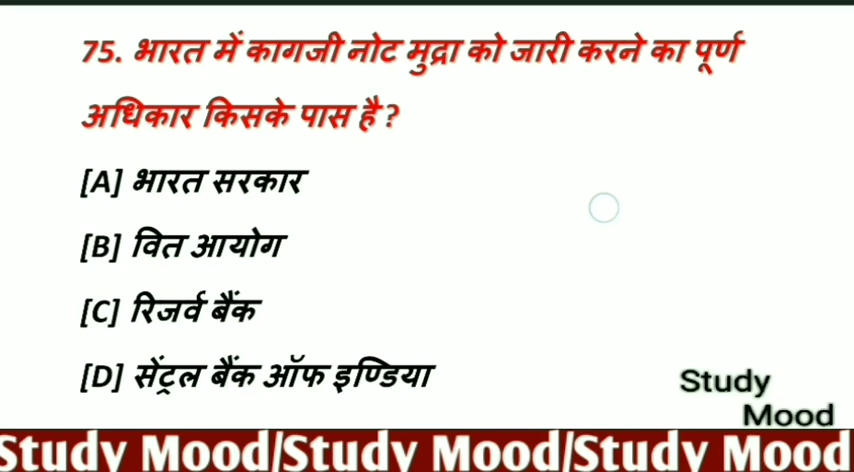 75. भारत में कागजी नोट मुद्रा को जारी करने का पूर्ण
अधिकार किसके पास है?
[A] भारत सरकार
[B] वित आयोग
[C] रिजर्व बैंक
[D] सेंट्रल बैंक ऑफ इण्डिया
Study
Mood
Study Mood/Study Mood/Study Mood